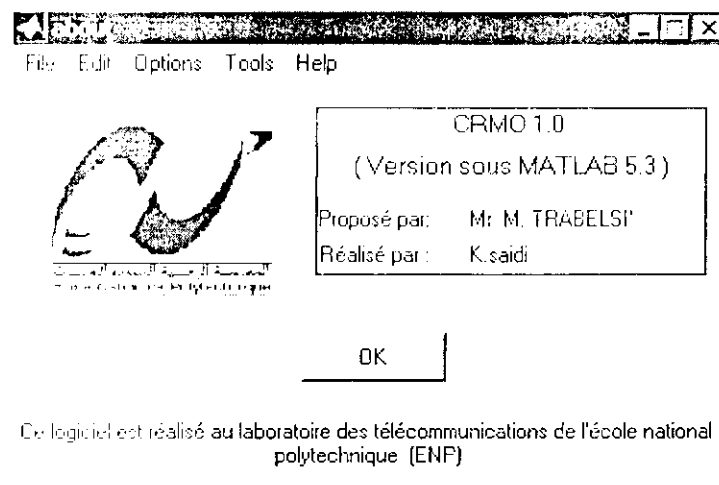 about
File Edit Options Tools Help
CRMO 1.0
( Version sous MATLAB 5.3 )
Proposé par: Mr M. TRABELSI'
Réalisé par : K.saidi
OK
Ce logiciel est réalisé au laboratoire des télécommunications de l'école national
polytechnique (ENP)